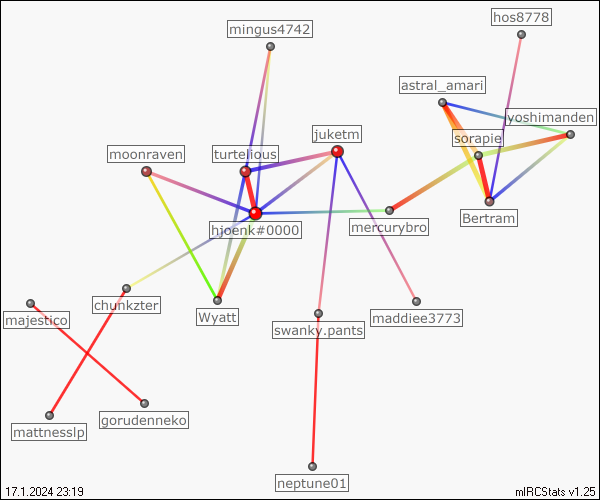 hos8778
mingus4742
astral_amari
yoshimanden
juketm
sorapie
moonraven
turtelious
Bertram
mercurybro
hjoenk#0000
chunkzter
Wyatt
majestico
maddiee3773
swanky.pants
gorudenneko
mattnesslp
neptune01
17.1.2024 23:19
mIRCStats v1.25